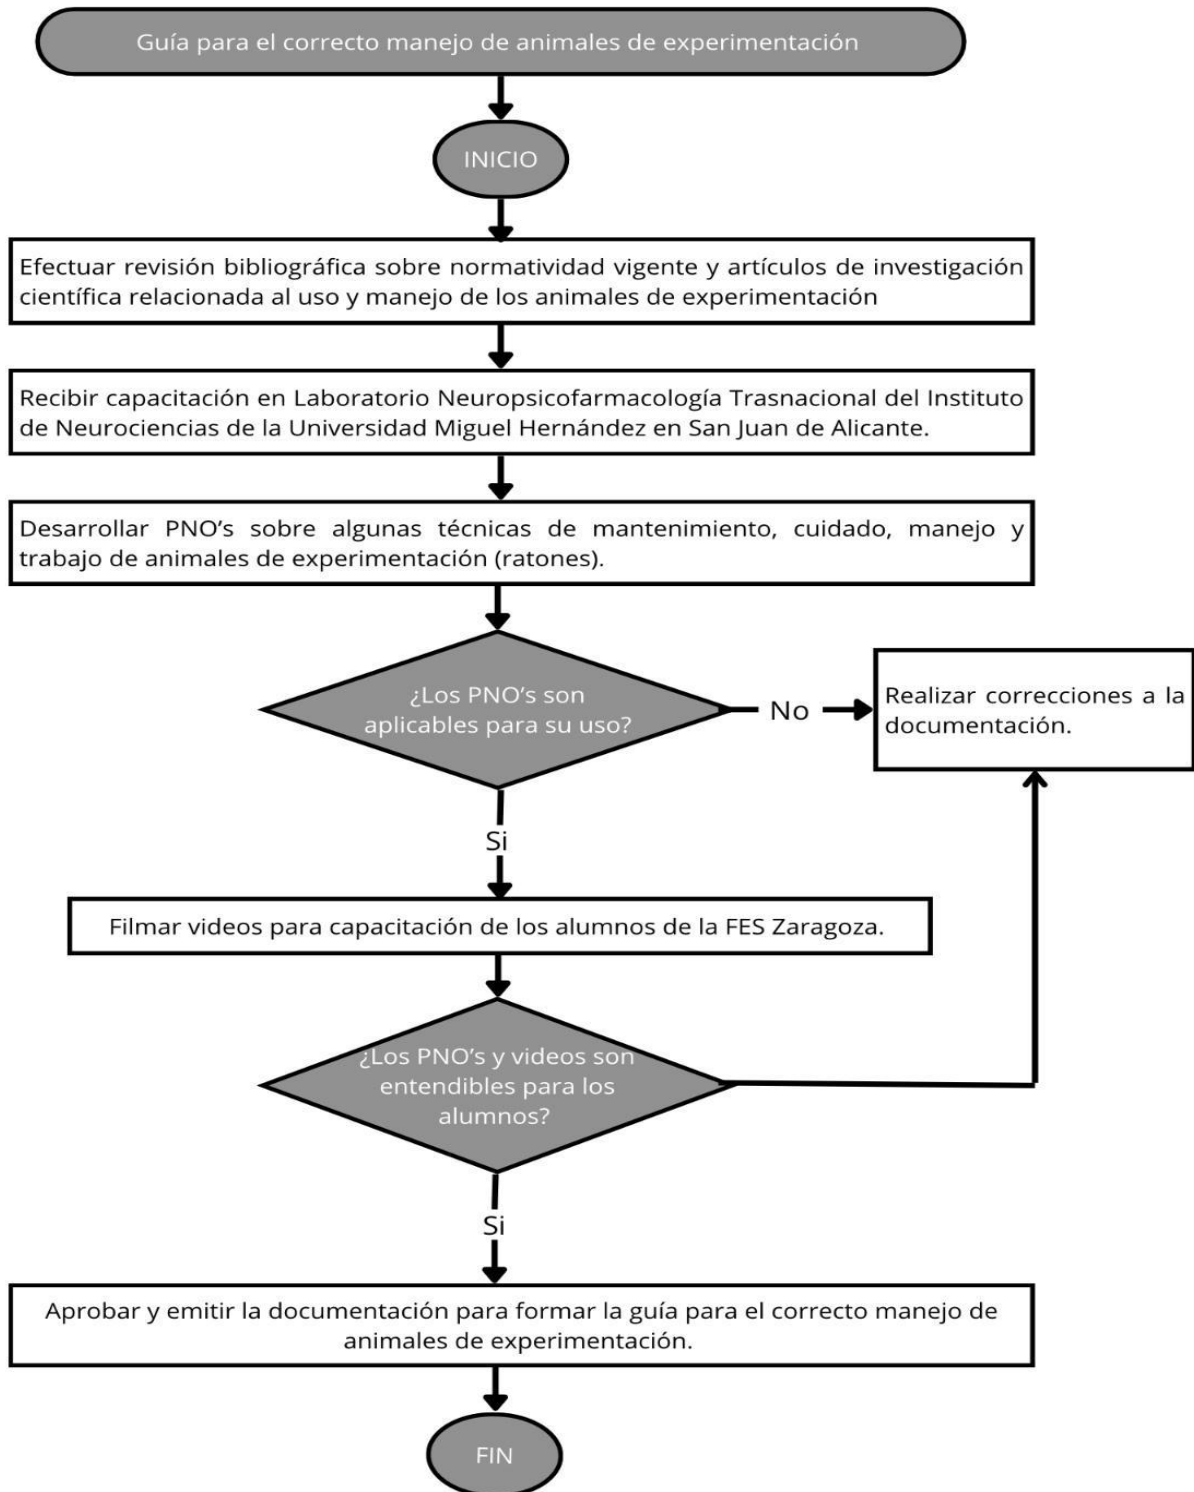 Guía para el correcto manejo de animales de experimentación
INICIO
Efectuar revisión bibliográfica sobre normatividad vigente y artículos de investigación
científica relacionada al uso y manejo de los animales de experimentación
Recibir capacitación en Laboratorio Neuropsicofarmacología Trasnacional del Instituto
de Neurociencias de la Universidad Miguel Hernández en San Juan de Alicante.
Desarrollar PNO’s sobre algunas técnicas de mantenimiento, cuidado, manejo y
trabajo de animales de experimentación (ratones).
¿Los PNO’s son
aplicables para su uso?
No
Realizar correcciones a la
documentación.
Si
Filmar videos para capacitación de los alumnos de la FES Zaragoza.
¿Los PNO’s y videos son
entendibles para los
alumnos?
Si
Aprobar y emitir la documentación para formar la guía para el correcto manejo de
animales de experimentación.
FIN